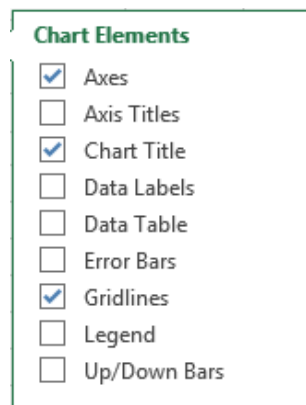 Chart Elements
Axes
Axis Titles
Chart Title
Data Labels
Data Table
Error Bars
Gridlines
Legend
Up/Down Bars